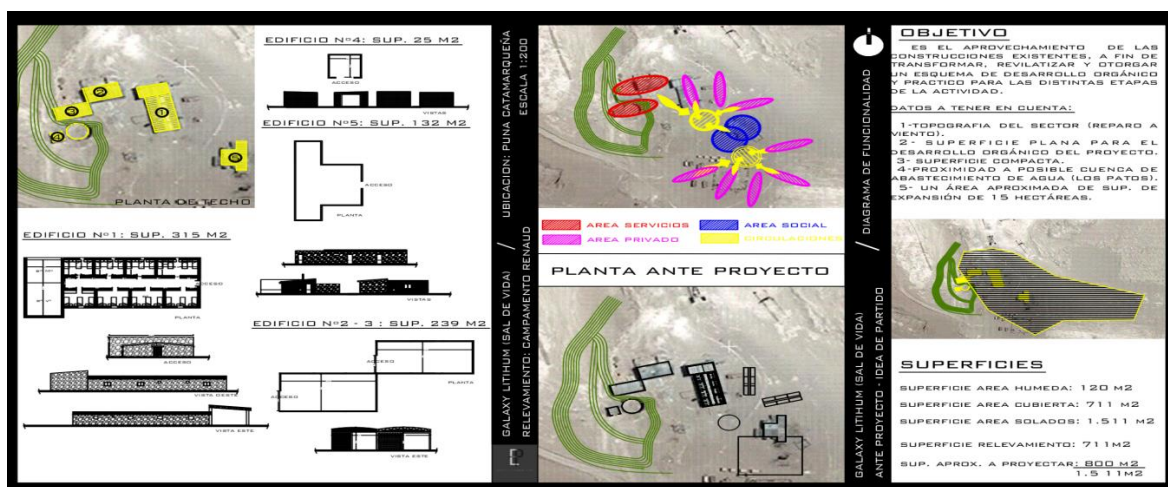 PLANTA DE TECHO
EDIFICIO Nº4: SUP. 25 M2
ACCESO
VISTAS
EDIFICIO Nº5: SUP. 132 M2
ACCESO
PLANTA
VISTAS
EDIFICIO Nº1: SUP. 315 M2
ACCESO
PLANTA
ACCESO
VISTA OESTE
VISTA ESTE
EDIFICIO Nº2 - 3 : SUP. 239 M2
ACCESO
PLANTA
ACCESO
VISTA ESTE
GALAXY LITIHUM (SAL DE VIDA) / UBICACION: PUNA CATAMARQUEÑA
RELEVAMIENTO: CAMPAMENTO RENAUD ESCALA 1:200
AREA SERVICIOS
AREA SOCIAL
AREA PRIVADO
CIRCULACIONES
PLANTA ANTE PROYECTO
GALAXY LITIHUM (SAL DE VIDA) / DIAGRAMA DE FUNCIONALIDAD
ANTE PROYECTO - IDEA DE PARTIDO
OBJETIVO
ES EL APROVECHAMIENTO DE LAS
CONSTRUCCIONES EXISTENTES, A FIN DE
TRANSFORMAR, REVILATIZAR Y OTORGAR
UN ESQUEMA DE DESARROLLO ORGÁNICO
Y PRACTICO PARA LAS DISTINTAS ETAPAS
DE LA ACTIVIDAD.
DATOS A TENER EN CUENTA:
1-TOPOGRAFIA DEL SECTOR (REPARO A
VIENTO).
2- SUPERFICIE PLANA PARA EL
DESARROLLO ORGÁNICO DEL PROYECTO.
3- SUPERFICIE COMPACTA.
4-PROXIMIDAD A POSIBLE CUENCA DE
ABASTECIMIENTO DE AGUA (LOS PATOS).
5- UN ÁREA APROXIMADA DE SUP. DE
EXPANSIÓN DE 15 HECTÁREAS.
SUPERFICIES
SUPERFICIE AREA HUMEDA: 120 M2
SUPERFICIE AREA CUBIERTA: 711 M2
SUPERFICIE AREA SOLADOS: 1.511 M2
SUPERFICIE RELEVAMIENTO: 711M2
SUP. APROX. A PROYECTAR: 800 M2
1.511M2